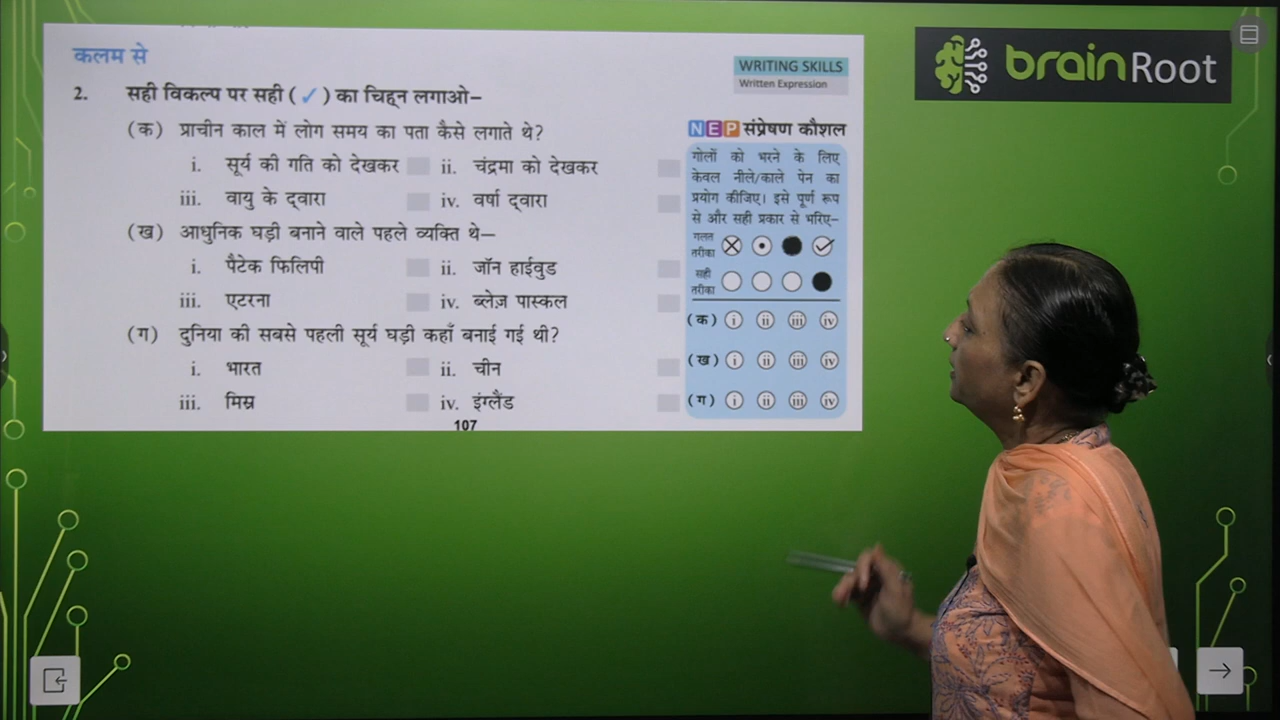 कलम से
WRITING SKILLS
Written Expression
2. सही विकल्प पर सही ( ✓ ) का चिह्न लगाओ–
(क) प्राचीन काल में लोग समय का पता कैसे लगाते थे?
i. सूर्य की गति को देखकर ii. चंद्रमा को देखकर
iii. वायु के द्वारा iv. वर्षा द्वारा
(ख) आधुनिक घड़ी बनाने वाले पहले व्यक्ति थे–
i. पैटेक फिलिपी ii. जॉन हाईवुड
iii. एटरना iv. ब्लेज़ पास्कल
(ग) दुनिया की सबसे पहली सूर्य घड़ी कहाँ बनाई गई थी?
i. भारत ii. चीन
iii. मिस्र iv. इंग्लैंड
107
NEP संप्रेषण कौशल
गोलों को भरने के लिए
केवल नीले/काले पेन का
प्रयोग कीजिए। इसे पूर्ण रूप
से और सही प्रकार से भरिए–
गलत
तरीका
सही
तरीका
(क) i ii iii iv
(ख) i ii iii iv
(ग) i ii iii iv
brainRoot